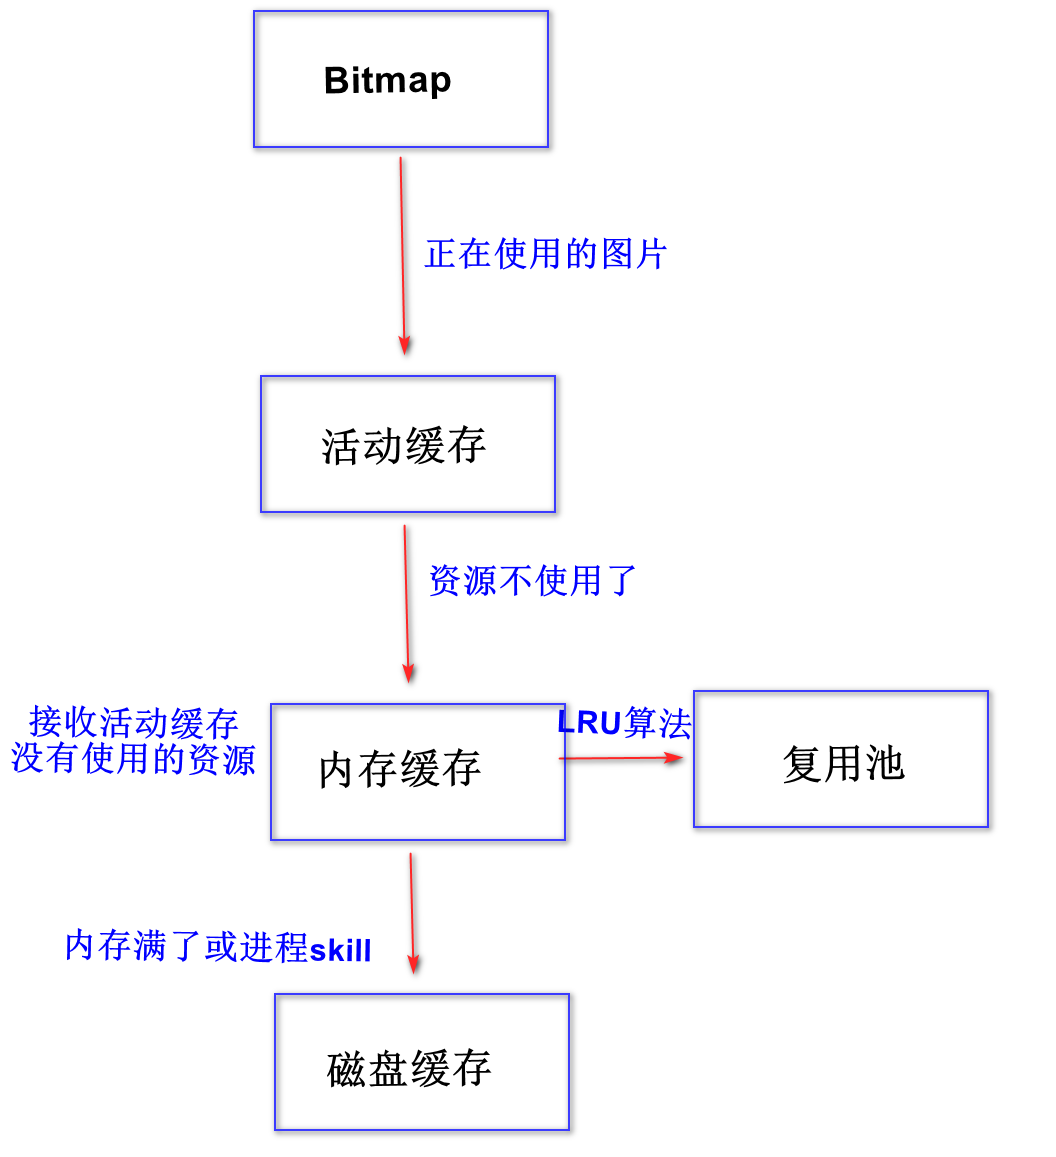 Bitmap
正在使用的图片
活动缓存
资源不使用了
接收活动缓存
没有使用的资源
内存缓存
LRU算法
复用池
内存满了或进程skill
磁盘缓存